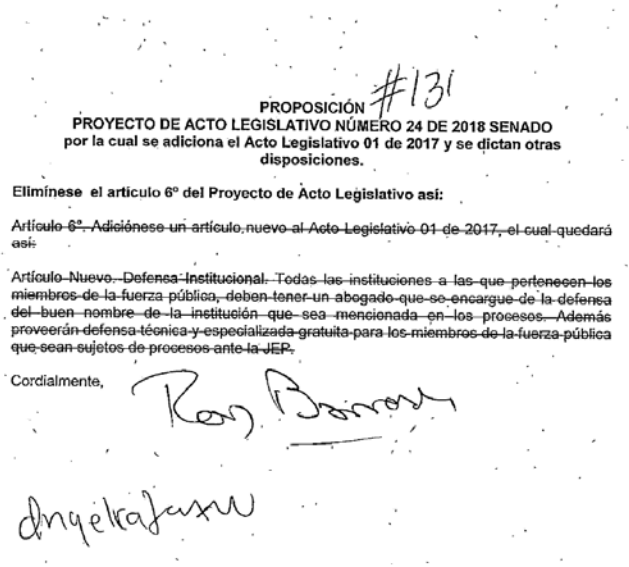 #131
PROPOSICIÓN
PROYECTO DE ACTO LEGISLATIVO NÚMERO 24 DE 2018 SENADO
por la cual se adiciona el Acto Legislativo 01 de 2017 y se dictan otras
disposiciones.
Elimínese el articulo 6º del Proyecto de Acto Legislativo así:
Artículo 6º. Adiciónese un artículo nuevo al Acto Legislativo 01 de 2017, el cual quedará
así:
Artículo Nuevo. Defensa Institucional. Todas las instituciones a las que pertenecen los
miembros de la fuerza pública, deben tener un abogado que se encargue de la defensa
del buen nombre de la institución que sea mencionada en los procesos. Además
proveerán defensa técnica y especializada gratuita para los miembros de la fuerza pública
que sean sujetos de procesos ante la JEP.
Cordialmente,